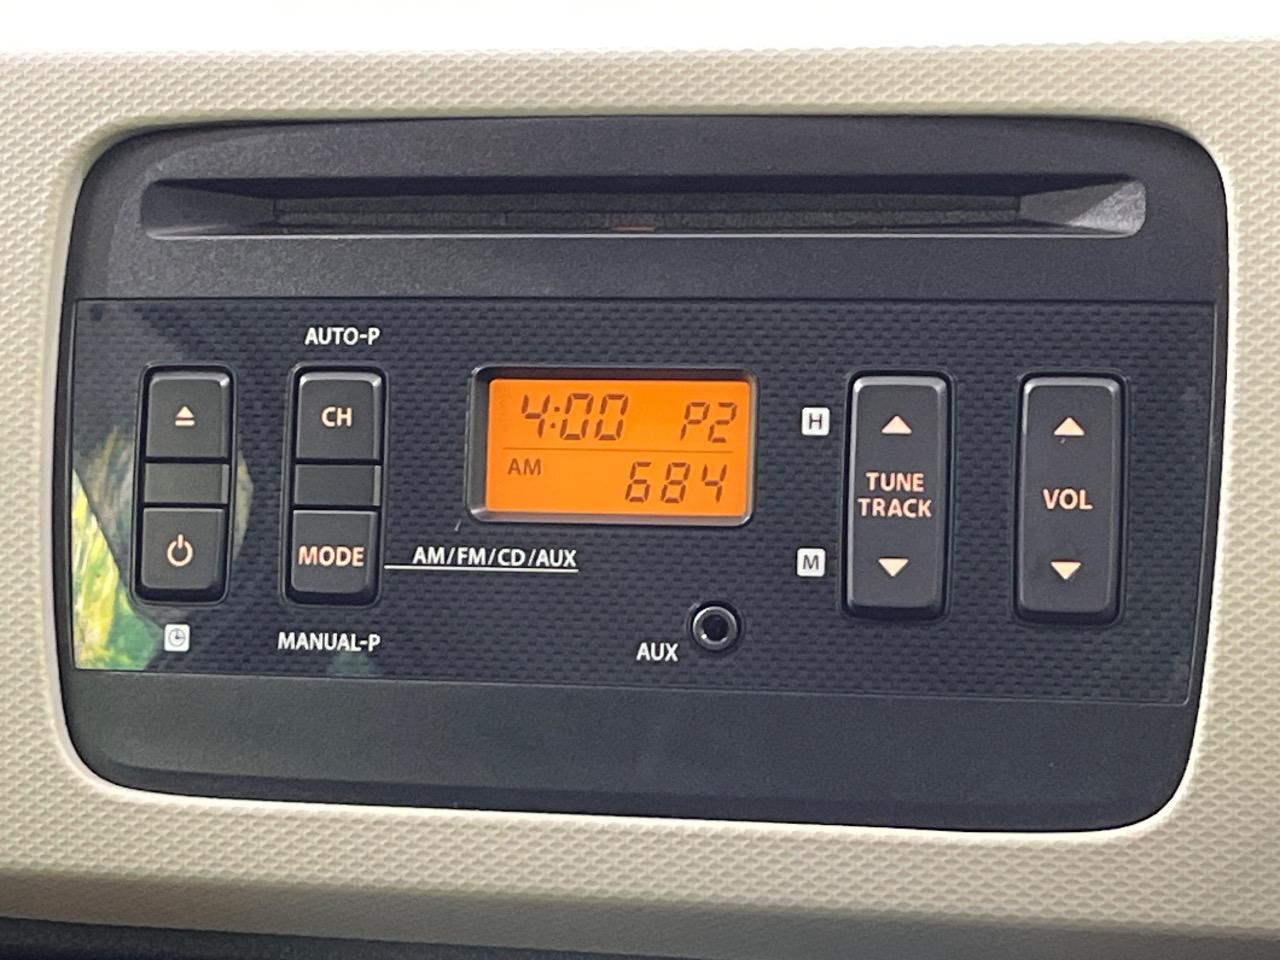 AUTO-P
CH
4:00 P2
AM 684
H
TUNE
TRACK
VOL
MODE
AM/FM/CD/AUX
M
MANUAL-P
AUX